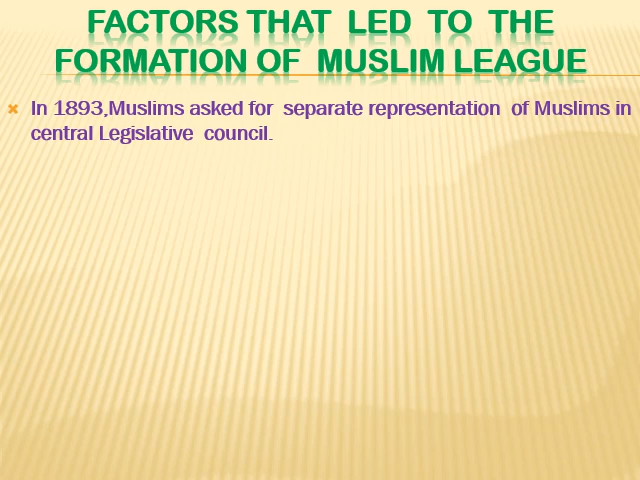 FACTORS THAT LED TO THE
FORMATION OF MUSLIM LEAGUE
In 1893,Muslims asked for separate representation of Muslims in
central Legislative council.